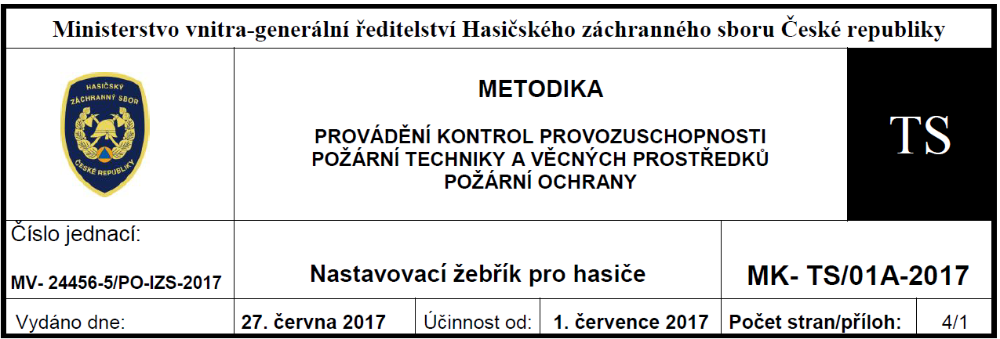 Ministerstvo vnitra-generální ředitelství Hasičského záchranného sboru České republiky
HASIČSKÝ
ZÁCHRANNÝ SBOR
ČESKÉ REPUBLIKY
METODIKA
PROVÁDĚNÍ KONTROL PROVOZUSCHOPNOSTI
POŽÁRNÍ TECHNIKY A VĚCNÝCH PROSTŘEDKŮ
POŽÁRNÍ OCHRANY
TS
Číslo jednací:
MV- 24456-5/PO-IZS-2017
Nastavovací žebřík pro hasiče
MK- TS/01A-2017
Vydáno dne: 27. června 2017 Účinnost od: 1. července 2017 Počet stran/příloh: 4/1